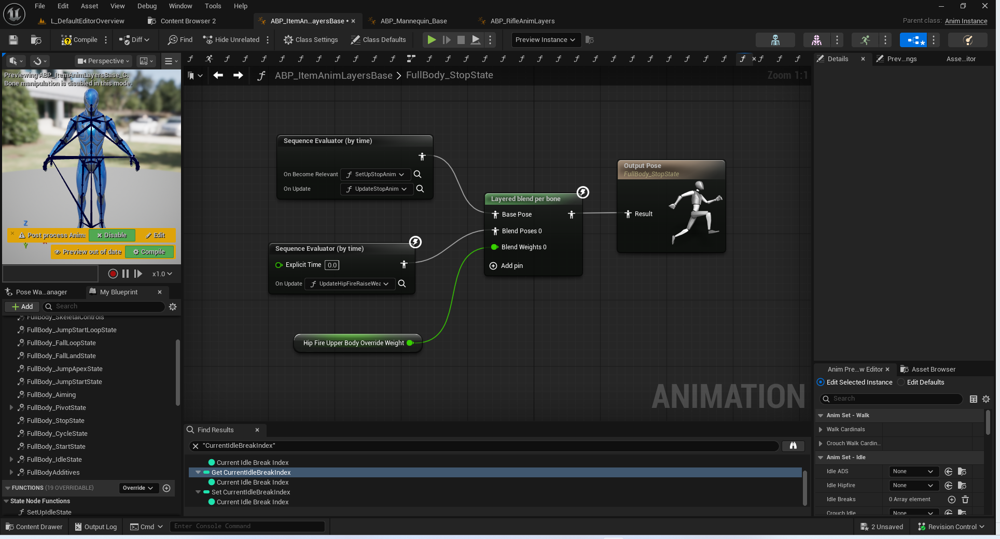 File Edit Asset View Debug Window Tools Help
L_DefaultEditorOverview Content Browser 2 ABP_ItemAn...ayersBase • × ABP_Mannequin_Base ABP_RifleAnimLayers Parent class: Anim Instance
Compile Diff Find Hide Unrelated Class Settings Class Defaults Preview Instance
Perspective
Previewing ABP_ItemAnimLayersBase_C.
Bone manipulation is disabled in this mode.
Z
Post process Anim
Disable
Edit
Preview out of date
Compile
x1.0
ABP_ItemAnimLayersBase > FullBody_StopState
Zoom 1:1
Sequence Evaluator (by time)
On Become Relevant SetUpStopAnim
On Update UpdateStopAnim
Output Pose
FullBody_StopState
Result
Layered blend per bone
Base Pose
Blend Poses 0
Blend Weights 0
Add pin
Sequence Evaluator (by time)
Explicit Time 0.0
On Update UpdateHipFireRaiseWea
Hip Fire Upper Body Override Weight
ANIMATION
Pose Wa...anager My Blueprint
Add Search
FullBody_SkeletalControls
FullBody_JumpStartLoopState
FullBody_FallLoopState
FullBody_FallLandState
FullBody_JumpApexState
FullBody_JumpStartState
FullBody_Aiming
FullBody_PivotState
FullBody_StopState
FullBody_CycleState
FullBody_StartState
FullBody_IdleState
FullBodyAdditives
FUNCTIONS (19 OVERRIDABLE) Override
State Node Functions
SetUpIdleState
Find Results
"CurrentIdleBreakIndex"
Current Idle Break Index
Get CurrentIdleBreakIndex
Current Idle Break Index
Set CurrentIdleBreakIndex
Current Idle Break Index
Details Prev...ngs Asse...itor
Anim Pre...w Editor Asset Browser
Edit Selected Instance Edit Defaults
Search
Anim Set - Walk
Walk Cardinals
Crouch Walk Cardin...
Anim Set - Idle
Idle ADS None
Idle Hipfire None
Idle Breaks 0 Array element
Crouch Idle None
Content Drawer Output Log Cmd Enter Console Command 2 Unsaved Revision Control